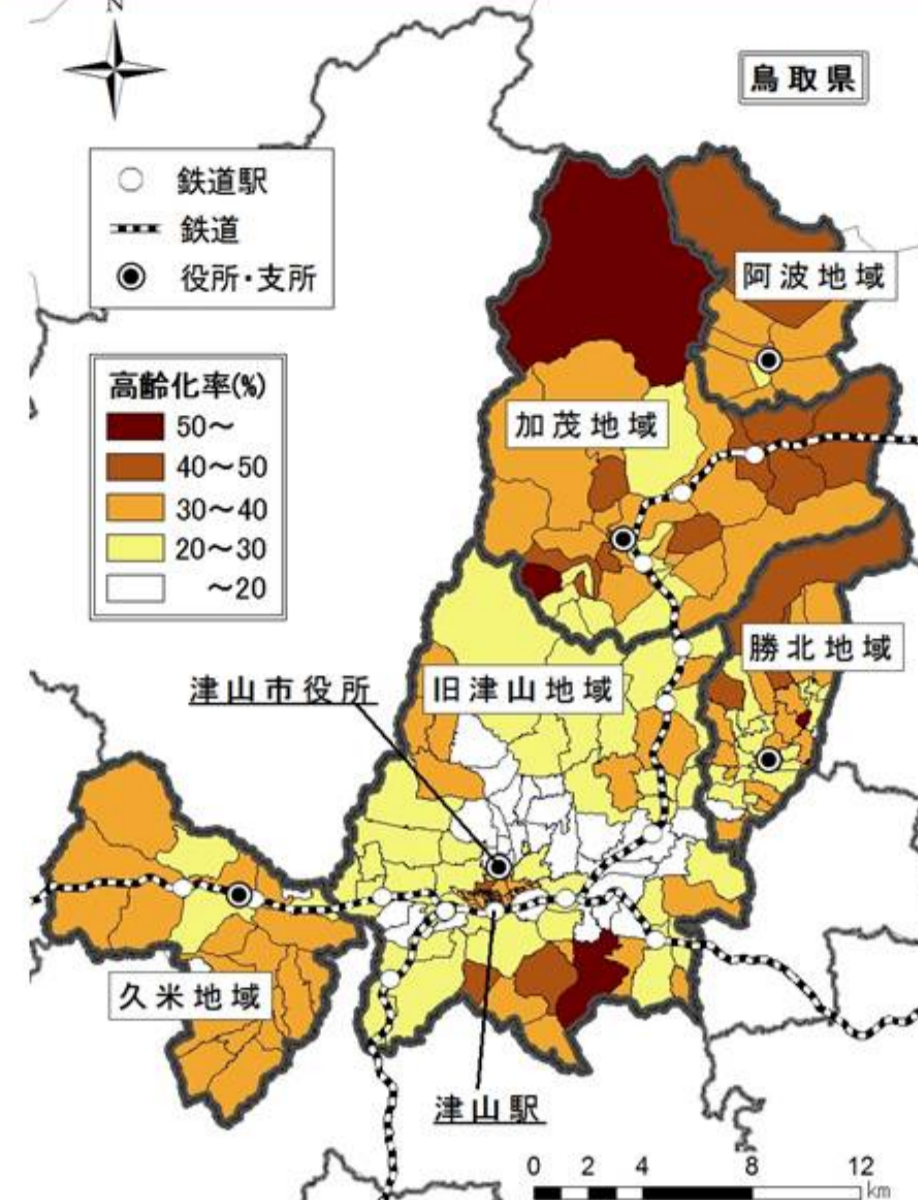 N
鳥取県
鉄道駅
鉄道
役所・支所
阿波地域
高齢化率(%)
50～
40～50
30～40
20～30
～20
加茂地域
勝北地域
津山市役所
旧津山地域
久米地域
津山駅
0 2 4 8 12
km